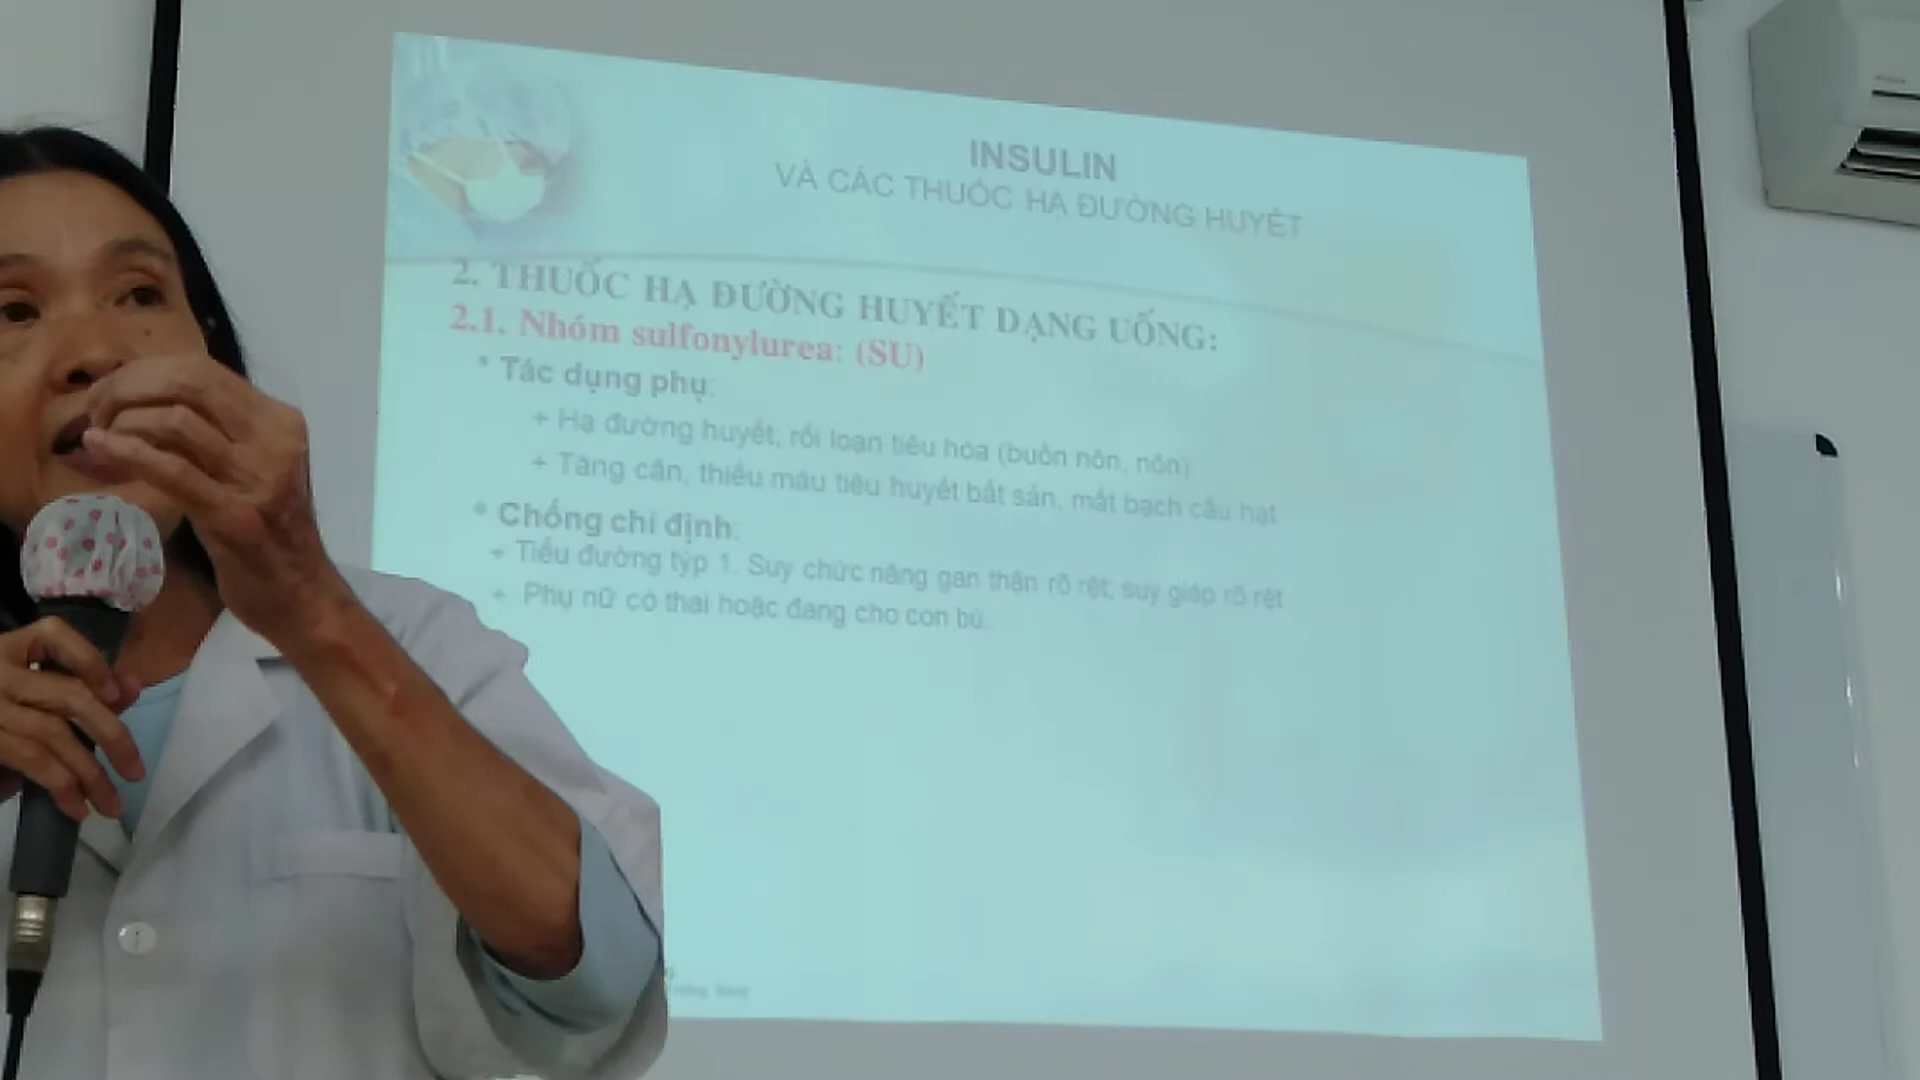 INSULIN
VÀ CÁC THUỐC HẠ ĐƯỜNG HUYẾT
2. THUỐC HẠ ĐƯỜNG HUYẾT DẠNG UỐNG:
2.1. Nhóm sulfonylurea: (SU)
* Tác dụng phụ:
+ Hạ đường huyết; rối loạn tiêu hóa (buồn nôn, nôn)
+ Tăng cân, thiếu máu tiêu huyết bất sản, mất bạch cầu hạt
* Chống chỉ định:
+ Tiểu đường týp 1. Suy chức năng gan thận rõ rệt; suy giáp rõ rệt
+ Phụ nữ có thai hoặc đang cho con bú.